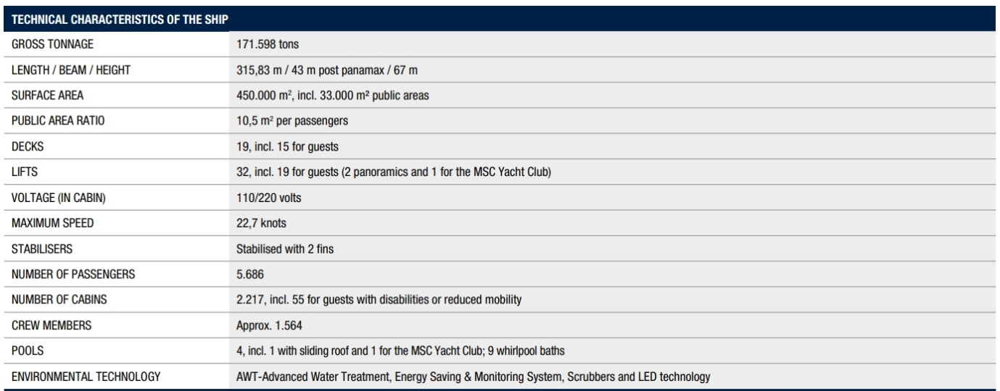 TECHNICAL CHARACTERISTICS OF THE SHIP
GROSS TONNAGE 171.598 tons
LENGTH / BEAM / HEIGHT 315,83 m / 43 m post panamax / 67 m
SURFACE AREA 450.000 m², incl. 33.000 m² public areas
PUBLIC AREA RATIO 10,5 m² per passengers
DECKS 19, incl. 15 for guests
LIFTS 32, incl. 19 for guests (2 panoramics and 1 for the MSC Yacht Club)
VOLTAGE (IN CABIN) 110/220 volts
MAXIMUM SPEED 22,7 knots
STABILISERS Stabilised with 2 fins
NUMBER OF PASSENGERS 5.686
NUMBER OF CABINS 2.217, incl. 55 for guests with disabilities or reduced mobility
CREW MEMBERS Approx. 1.564
POOLS 4, incl. 1 with sliding roof and 1 for the MSC Yacht Club; 9 whirlpool baths
ENVIRONMENTAL TECHNOLOGY AWT-Advanced Water Treatment, Energy Saving & Monitoring System, Scrubbers and LED technology